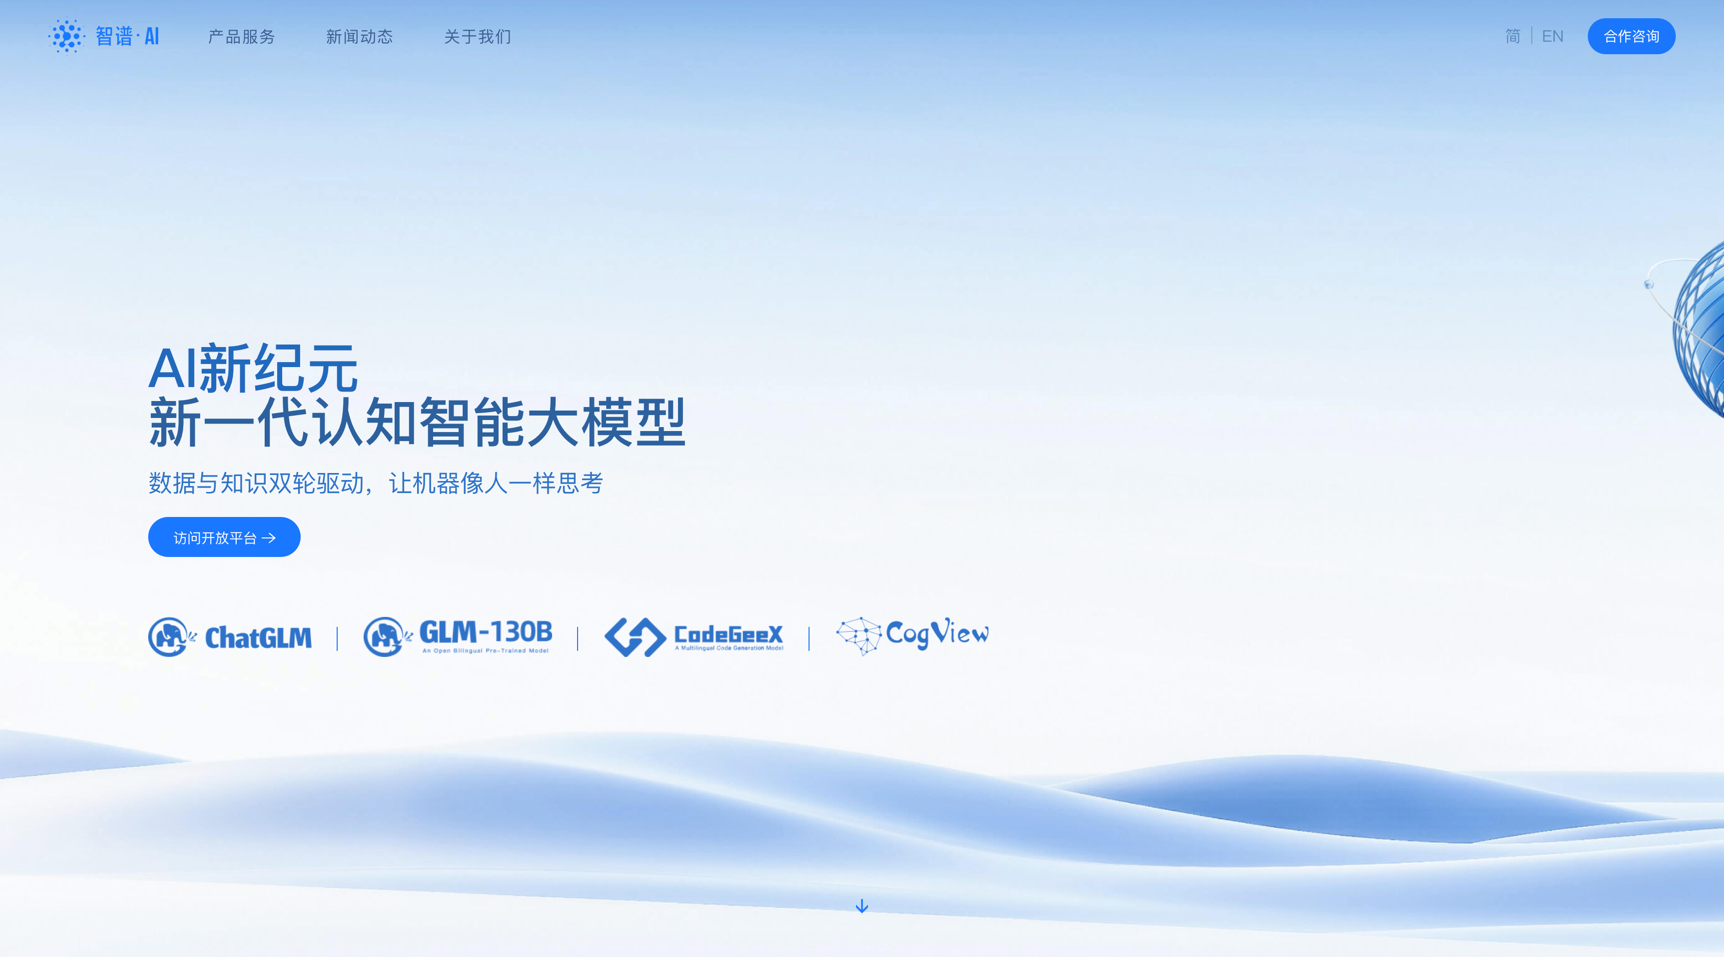 智谱·AI
产品服务
新闻动态
关于我们
简
EN
合作咨询
AI新纪元
新一代认知智能大模型
数据与知识双轮驱动，让机器像人一样思考
访问开放平台 →
ChatGLM
GLM-130B
An Open Bilingual Pre-Trained Model
CodeGeeX
A Multilingual Code Generation Model
CogView